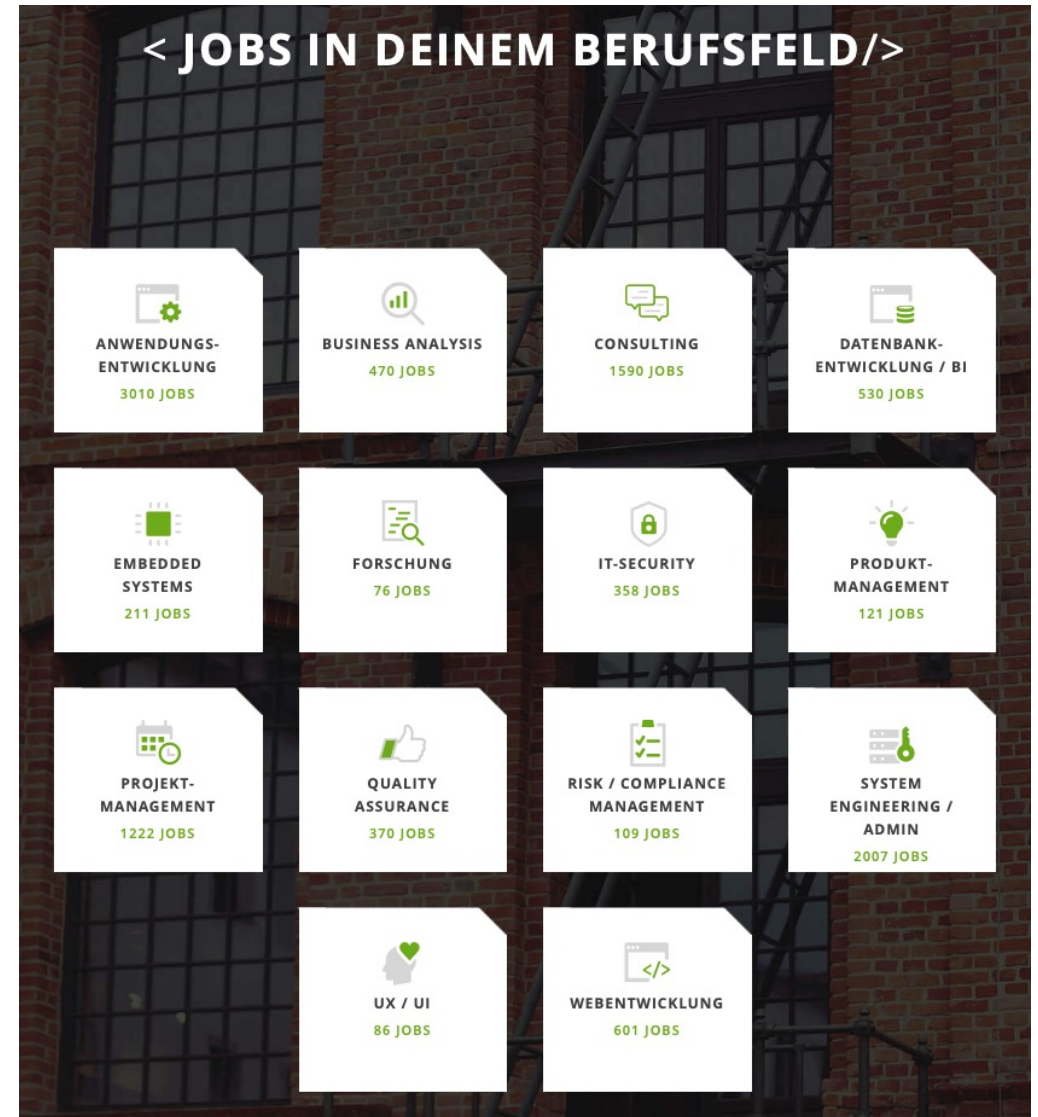 < JOBS IN DEINEM BERUFSFELD/>
ANWENDUNGS-
ENTWICKLUNG
3010 JOBS
BUSINESS ANALYSIS
470 JOBS
CONSULTING
1590 JOBS
DATENBANK-
ENTWICKLUNG / BI
530 JOBS
EMBEDDED
SYSTEMS
211 JOBS
FORSCHUNG
76 JOBS
IT-SECURITY
358 JOBS
PRODUKT-
MANAGEMENT
121 JOBS
PROJEKT-
MANAGEMENT
1222 JOBS
QUALITY
ASSURANCE
370 JOBS
RISK / COMPLIANCE
MANAGEMENT
109 JOBS
SYSTEM
ENGINEERING /
ADMIN
2007 JOBS
UX / UI
86 JOBS
</>
WEBENTWICKLUNG
601 JOBS